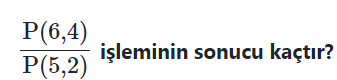 P(6,4)
P(5,2) işleminin sonucu kaçtır?